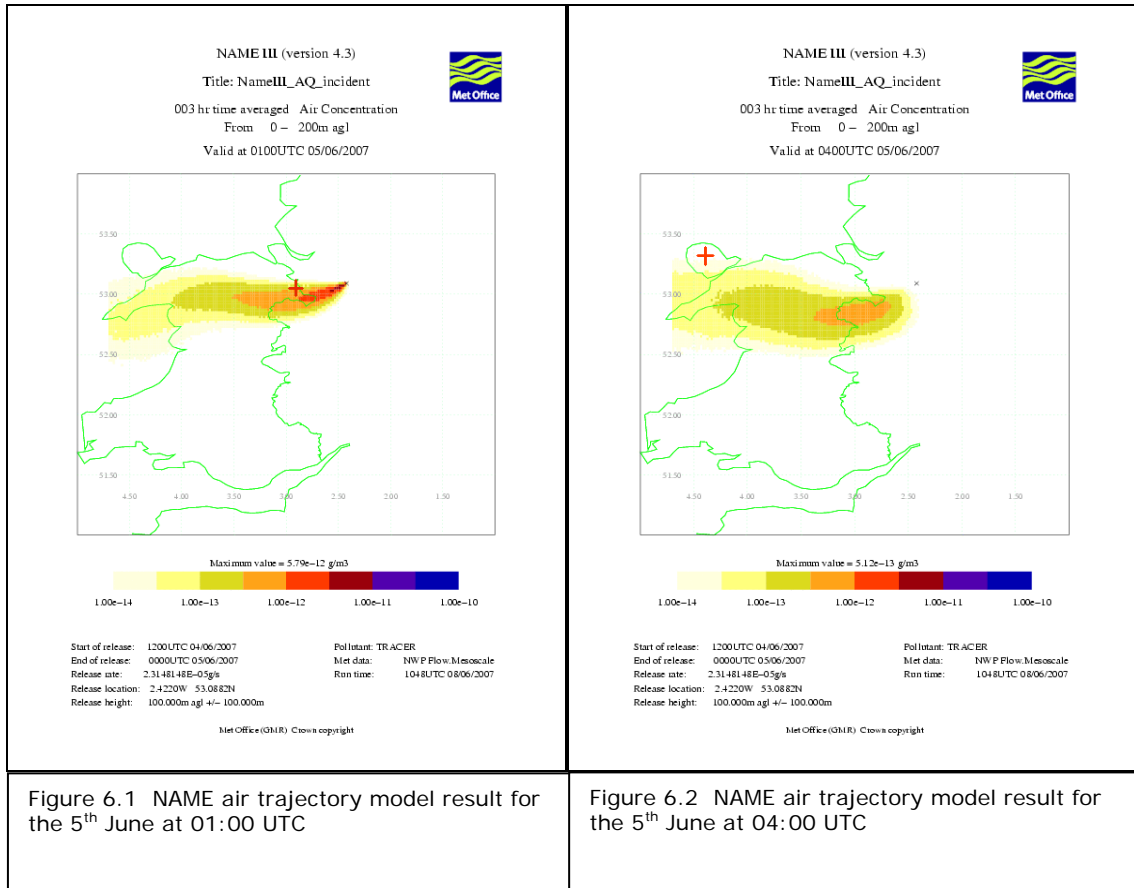 NAME III (version 4.3)
Title: NameIII_AQ_incident
003 hr time averaged Air Concentration
From 0 – 200m agl
Valid at 0100UTC 05/06/2007
Met Office
53.50
53.00
52.50
52.00
51.50
4.50 4.00 3.50 3.00 2.50 2.00 1.50
Maximum value = 5.79e–12 g/m3
1.00e–14 1.00e–13 1.00e–12 1.00e–11 1.00e–10
Start of release: 1200UTC 04/06/2007 Pollutant: TRACER
End of release: 0000UTC 05/06/2007 Met data: NWP Flow.Mesoscale
Release rate: 2.3148148E–05g/s Run time: 1048UTC 08/06/2007
Release location: 2.4220W 53.0882N
Release height: 100.000m agl +/– 100.000m
Met Office (GMR) Crown copyright
Figure 6.1 NAME air trajectory model result for
the 5th June at 01:00 UTC
NAME III (version 4.3)
Title: NameIII_AQ_incident
003 hr time averaged Air Concentration
From 0 – 200m agl
Valid at 0400UTC 05/06/2007
Met Office
53.50
53.00
52.50
52.00
51.50
4.50 4.00 3.50 3.00 2.50 2.00 1.50
Maximum value = 5.12e–13 g/m3
1.00e–14 1.00e–13 1.00e–12 1.00e–11 1.00e–10
Start of release: 1200UTC 04/06/2007 Pollutant: TRACER
End of release: 0000UTC 05/06/2007 Met data: NWP Flow.Mesoscale
Release rate: 2.3148148E–05g/s Run time: 1048UTC 08/06/2007
Release location: 2.4220W 53.0882N
Release height: 100.000m agl +/– 100.000m
Met Office (GMR) Crown copyright
Figure 6.2 NAME air trajectory model result for
the 5th June at 04:00 UTC